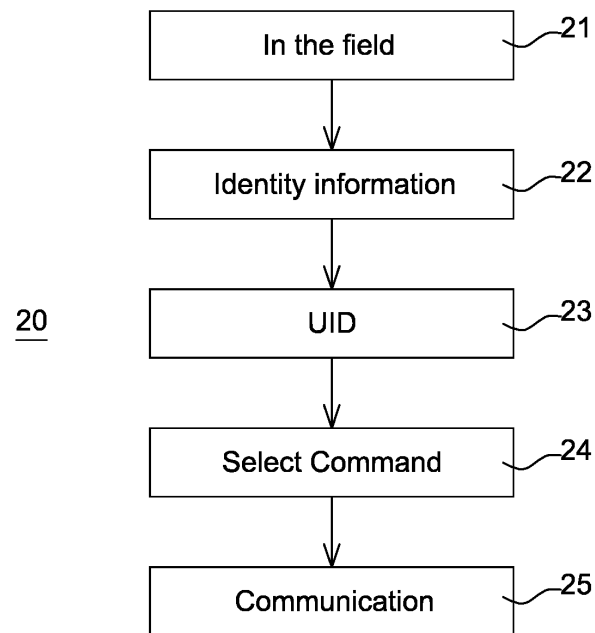 In the field
21
Identity information
22
UID
23
20
Select Command
24
Communication
25